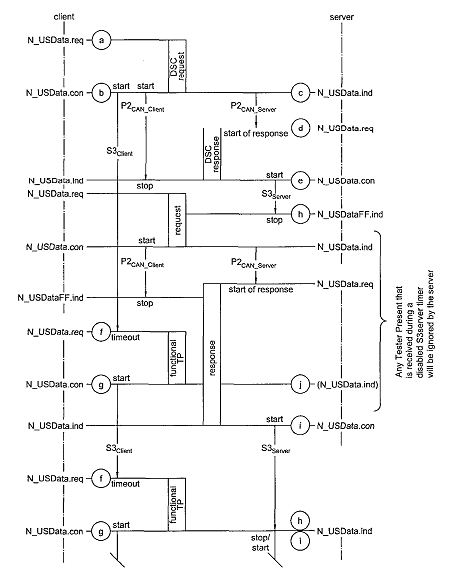 client
server
N_USData.req
a
DSC
request
N_USData.con
b
start
start
c
N_USData.ind
P2CAN_Client
P2CAN_Server
d
N_USData.req
start of response
S3Client
DSC
response
N_USData.ind
stop
start
e
N_USData.con
N_USData.req
S3Server
request
stop
h
N_USDataFF.ind
N_USData.con
start
N_USData.ind
P2CAN_Client
P2CAN_Server
N_USData.req
start of response
N_USDataFF.ind
stop
Any Tester Present that
is received during a
disabled S3server timer
will be ignored by the server
N_USData.req
f
timeout
functional
TP
response
N_USData.con
g
start
j
(N_USData.ind)
N_USData.ind
start
i
N_USData.con
S3Client
S3Server
N_USData.req
f
timeout
functional
TP
h
N_USData.con
g
start
N_USData.ind
stop/
start
i